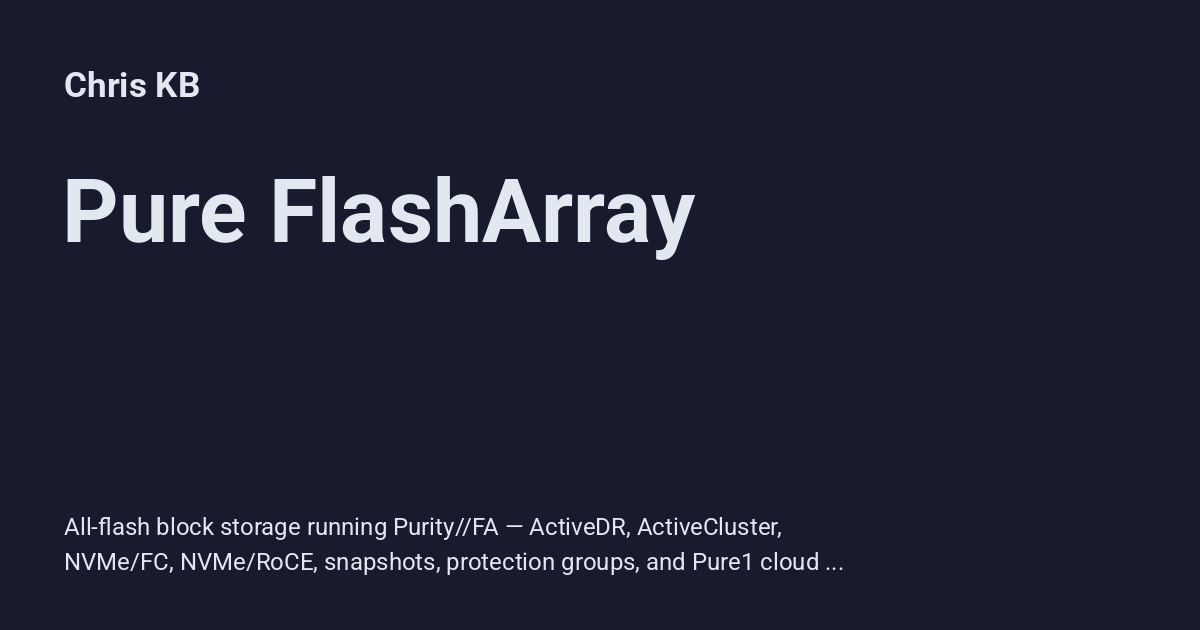 Chris KB
Pure FlashArray
All-flash block storage running Purity//FA — ActiveDR, ActiveCluster,
NVMe/FC, NVMe/RoCE, snapshots, protection groups, and Pure1 cloud ...